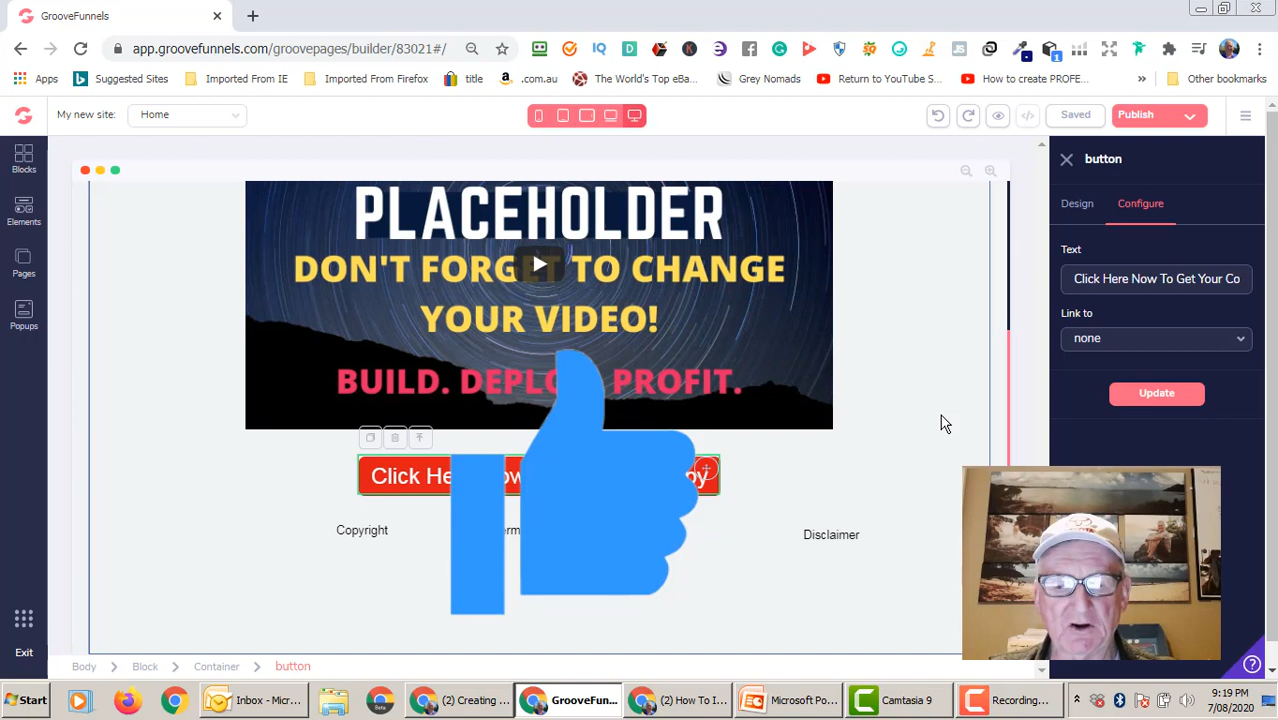 GrooveFunnels
app.groovefunnels.com/groovepages/builder/83021#/
Apps
Suggested Sites
Imported From IE
Imported From Firefox
title
.com.au
The World's Top eBa...
Grey Nomads
Return to YouTube S...
How to create PROFE...
Other bookmarks
My new site:
Home
Saved
Publish
Blocks
Elements
Pages
Popups
Exit
PLACEHOLDER
DON'T FORGET TO CHANGE
YOUR VIDEO!
BUILD. DEPLO PROFIT.
Click He
Copyright
Disclaimer
button
Design
Configure
Text
Click Here Now To Get Your Co
Link to
none
Update
Body
Block
Container
button
Start
Inbox - Micr...
Beta
(2) Creating ...
GrooveFun...
(2) How To I...
Microsoft Po...
Camtasia 9
Recording...
9:19 PM
7/08/2020